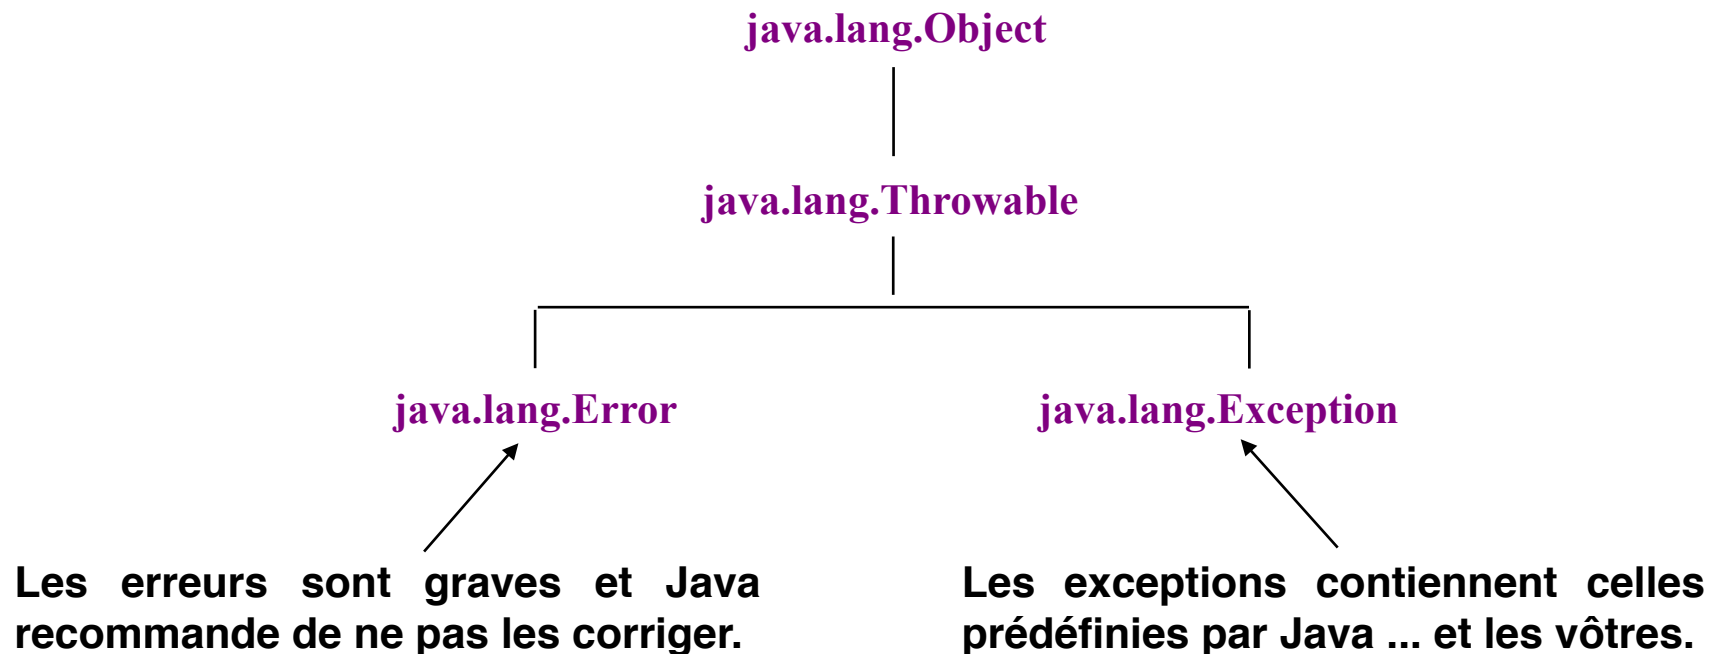 java.lang.Object
java.lang.Throwable
java.lang.Error
java.lang.Exception
Les erreurs sont graves et Java
recommande de ne pas les corriger.
Les exceptions contiennent celles
prédéfinies par Java ... et les vôtres.